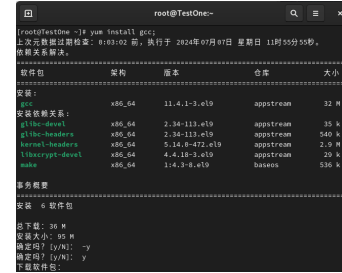 root@TestOne:~
[root@TestOne ~]# yum install gcc;
上次元数据过期检查：0:03:02 前，执行于 2024年07月07日 星期日 11时55分55秒。
依赖关系解决。
软件包 架构 版本 仓库 大小
安装:
gcc x86_64 11.4.1-3.el9 appstream 32 M
安装依赖关系:
glibc-devel x86_64 2.34-113.el9 appstream 35 k
glibc-headers x86_64 2.34-113.el9 appstream 540 k
kernel-headers x86_64 5.14.0-472.el9 appstream 2.9 M
libxcrypt-devel x86_64 4.4.18-3.el9 appstream 29 k
make x86_64 1:4.3-8.el9 baseos 536 k
事务概要
安装 6 软件包
总下载：36 M
安装大小：95 M
确定吗？[y/N]： -y
确定吗？[y/N]： y
下载软件包：